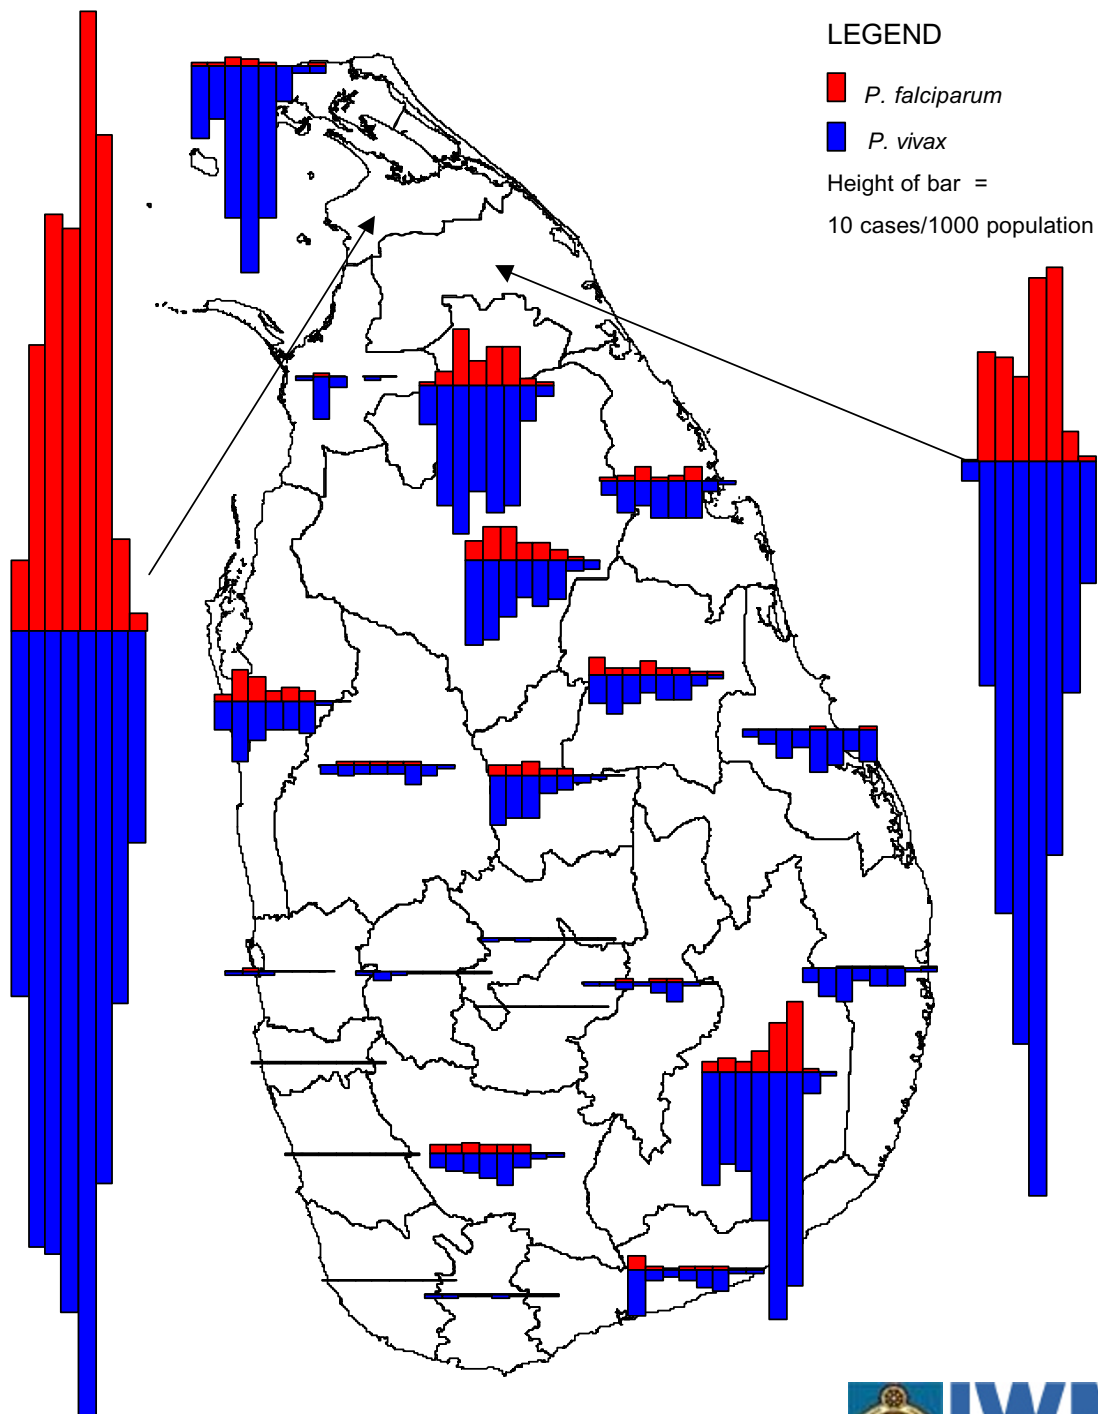 LEGEND
P. falciparum
P. vivax
Height of bar =
10 cases/1000 population